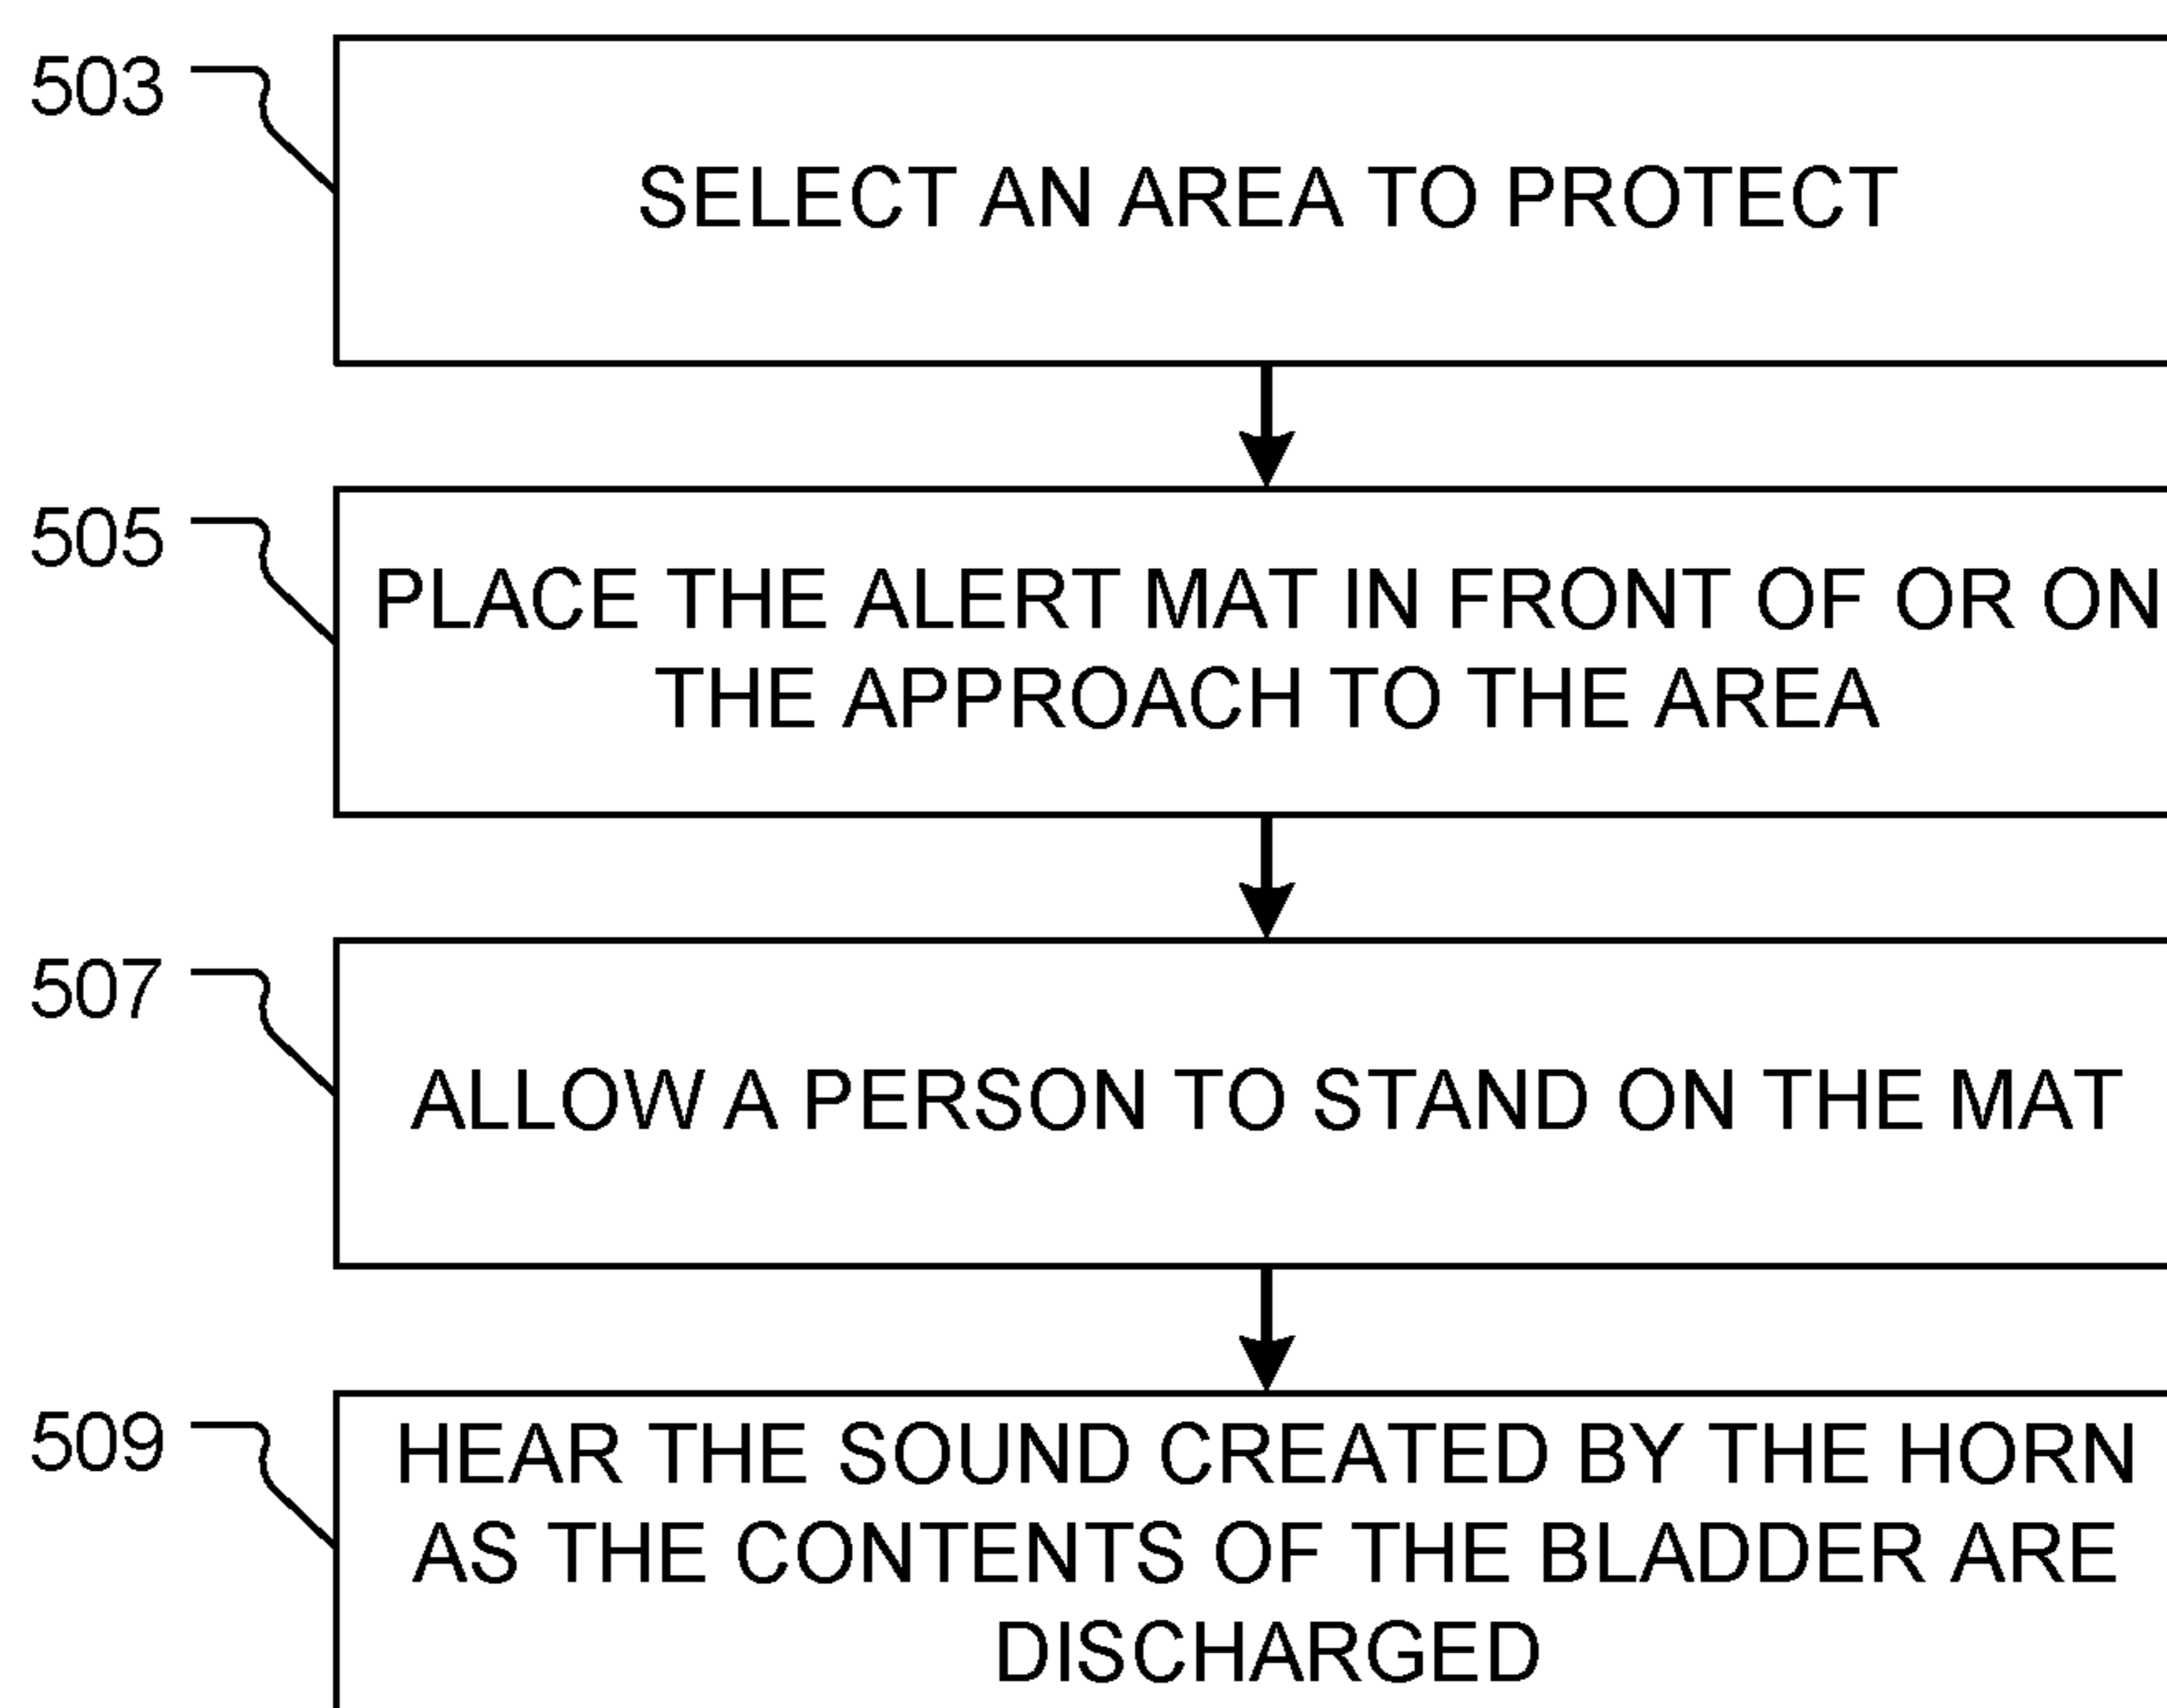 503
SELECT AN AREA TO PROTECT
505
PLACE THE ALERT MAT IN FRONT OF OR ON
THE APPROACH TO THE AREA
507
ALLOW A PERSON TO STAND ON THE MAT
509
HEAR THE SOUND CREATED BY THE HORN
AS THE CONTENTS OF THE BLADDER ARE
DISCHARGED